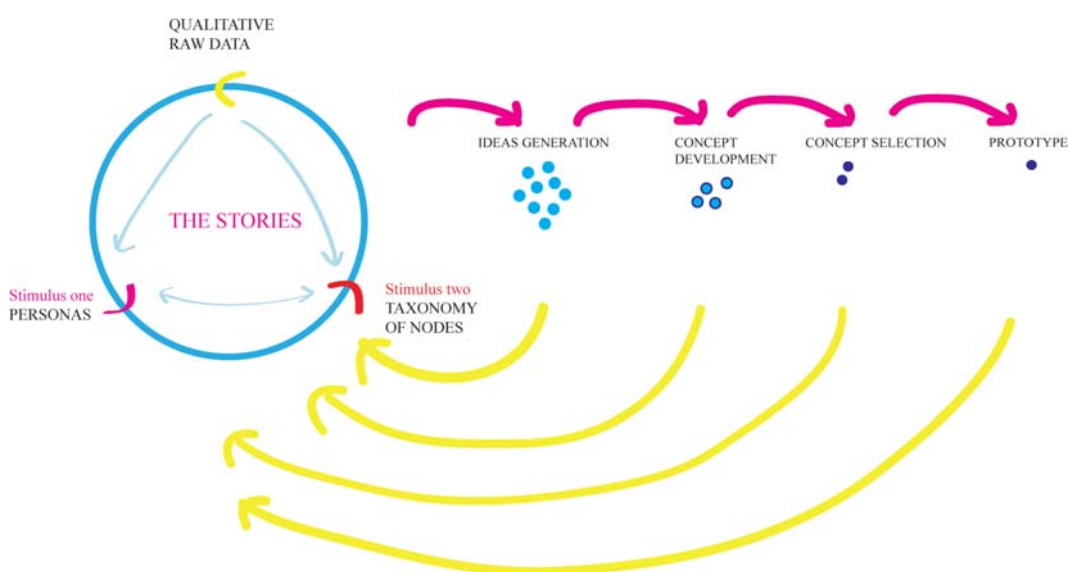 QUALITATIVE
RAW DATA
THE STORIES
Stimulus one
PERSONAS
Stimulus two
TAXONOMY
OF NODES
IDEAS GENERATION
CONCEPT
DEVELOPMENT
CONCEPT SELECTION
PROTOTYPE